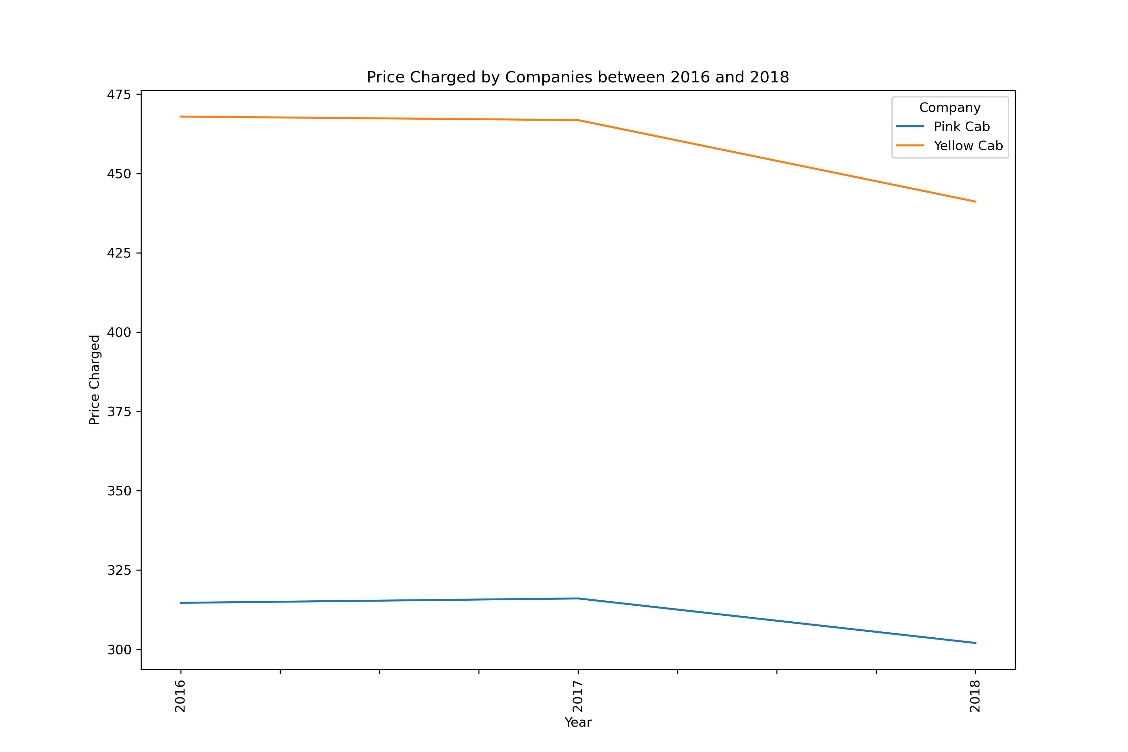 Price Charged by Companies between 2016 and 2018
Company
Pink Cab
Yellow Cab
475
450
425
400
375
350
325
300
Price Charged
2016
2017
2018
Year